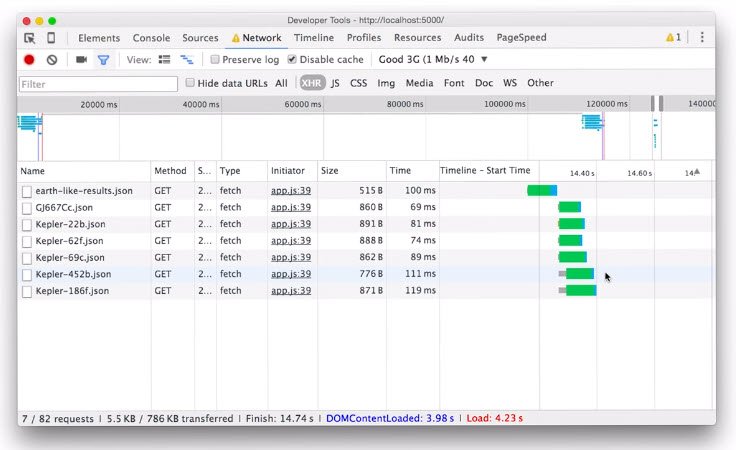 Developer Tools - http://localhost:5000/
Elements Console Sources Network Timeline Profiles Resources Audits PageSpeed 1
View: Preserve log Disable cache Good 3G (1 Mb/s 40 ▼
Filter Hide data URLs All XHR JS CSS Img Media Font Doc WS Other
20000 ms 40000 ms 60000 ms 80000 ms 100000 ms 120000 ms 140000
Name Method S... Type Initiator Size Time Timeline - Start Time 14.40 s 14.60 s 14
earth-like-results.json GET 2... fetch app.js:39 515 B 100 ms
GJ667Cc.json GET 2... fetch app.js:39 860 B 69 ms
Kepler-22b.json GET 2... fetch app.js:39 891 B 81 ms
Kepler-62f.json GET 2... fetch app.js:39 888 B 74 ms
Kepler-69c.json GET 2... fetch app.js:39 862 B 89 ms
Kepler-452b.json GET 2... fetch app.js:39 776 B 111 ms
Kepler-186f.json GET 2... fetch app.js:39 871 B 119 ms
7 / 82 requests | 5.5 KB / 786 KB transferred | Finish: 14.74 s | DOMContentLoaded: 3.98 s | Load: 4.23 s